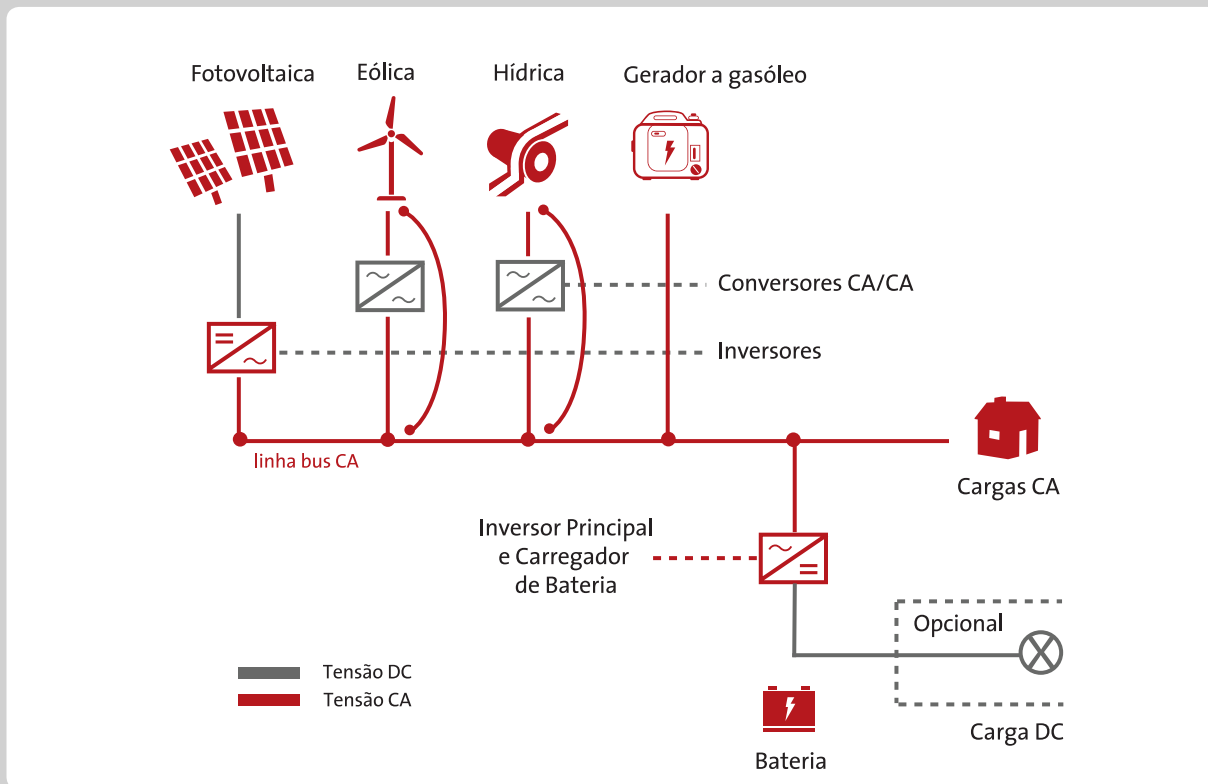 Fotovoltaica
Eólica
Hídrica
Gerador a gasóleo
Conversores CA/CA
Inversores
linha bus CA
Cargas CA
Inversor Principal
e Carregador
de Bateria
Opcional
Tensão DC
Tensão CA
Carga DC
Bateria